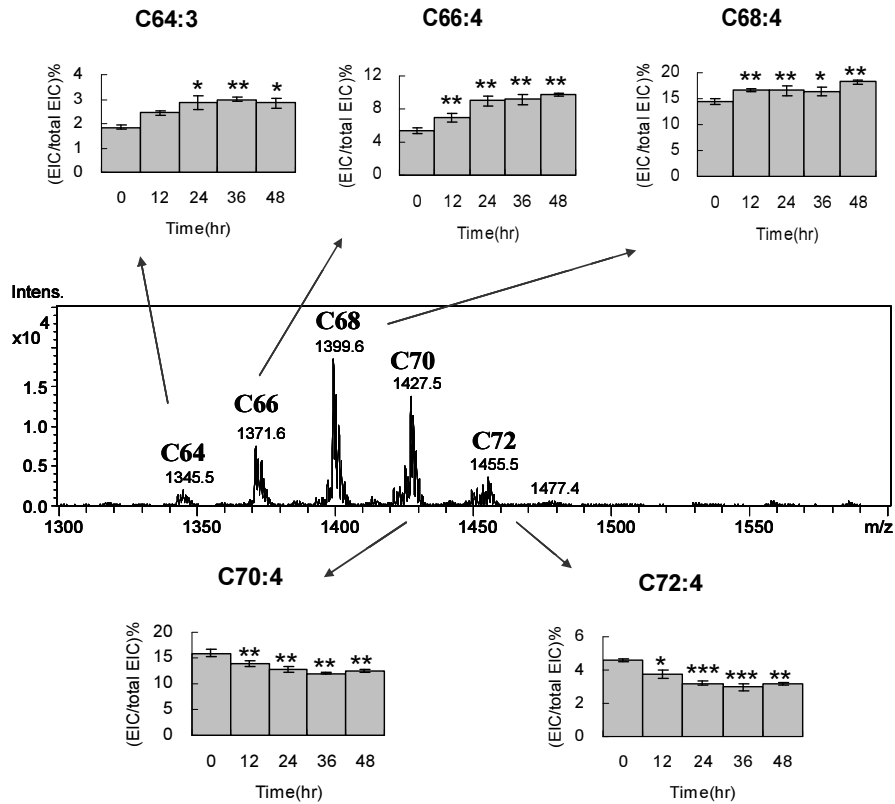 C64:3
C66:4
C68:4
(EIC/total EIC)%
4
3
2
1
0
*
**
*
0 12 24 36 48
Time(hr)
(EIC/total EIC)%
12
8
4
0
**
**
**
**
0 12 24 36 48
Time(hr)
(EIC/total EIC)%
20
15
10
5
0
**
**
*
**
0 12 24 36 48
Time(hr)
Intens.
x10 4
1.5
1.0
0.5
0.0
C64
1345.5
C66
1371.6
C68
1399.6
C70
1427.5
C72
1455.5
1477.4
1300 1350 1400 1450 1500 1550 m/z
C70:4
C72:4
(EIC/total EIC)%
20
15
10
5
0
**
**
**
**
0 12 24 36 48
Time(hr)
(EIC/total EIC)%
6
4
2
0
*
***
***
**
0 12 24 36 48
Time(hr)